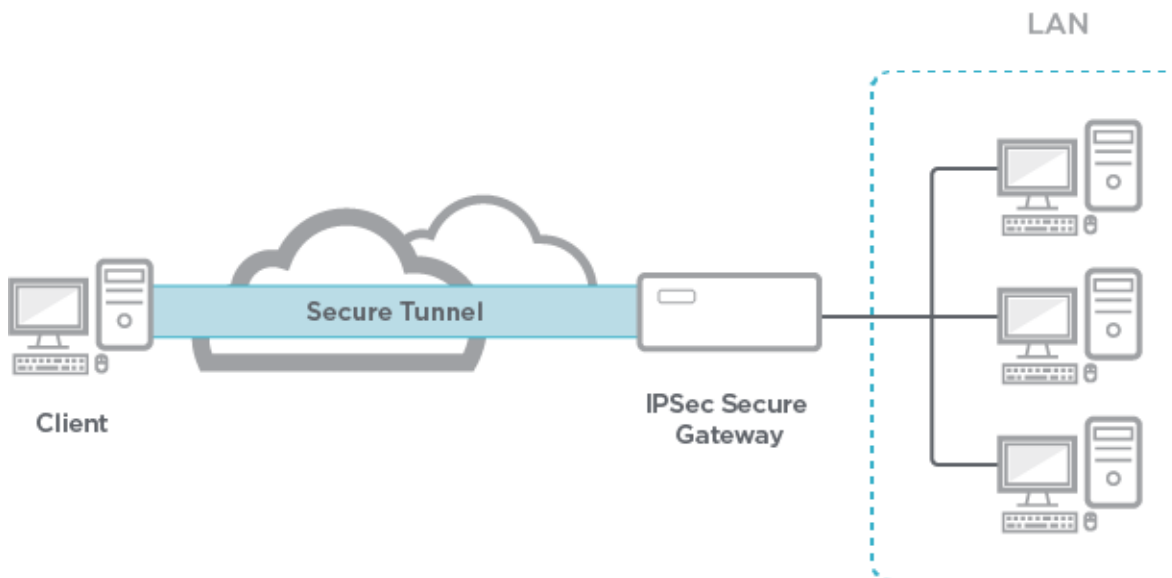 LAN
Secure Tunnel
Client
IPSec Secure
Gateway